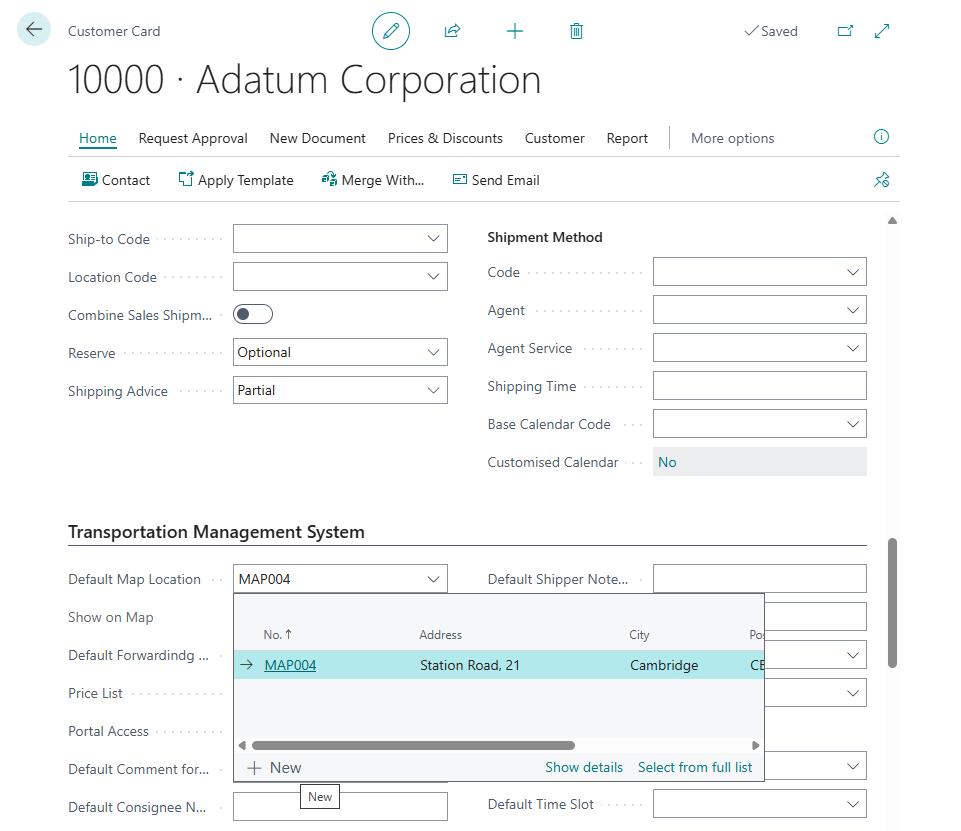 Customer Card
Saved
10000 · Adatum Corporation
Home Request Approval New Document Prices & Discounts Customer Report More options
Contact Apply Template Merge With... Send Email
Ship-to Code
Location Code
Combine Sales Shipm...
Reserve Optional
Shipping Advice Partial
Shipment Method
Code
Agent
Agent Service
Shipping Time
Base Calendar Code
Customised Calendar No
Transportation Management System
Default Map Location MAP004
Show on Map
Default Forwardindg ...
Price List
Portal Access
Default Comment for...
Default Consignee N...
Default Shipper Note...
No. ↑ Address City Pos
MAP004 Station Road, 21 Cambridge CB
+ New Show details Select from full list
New
Default Time Slot